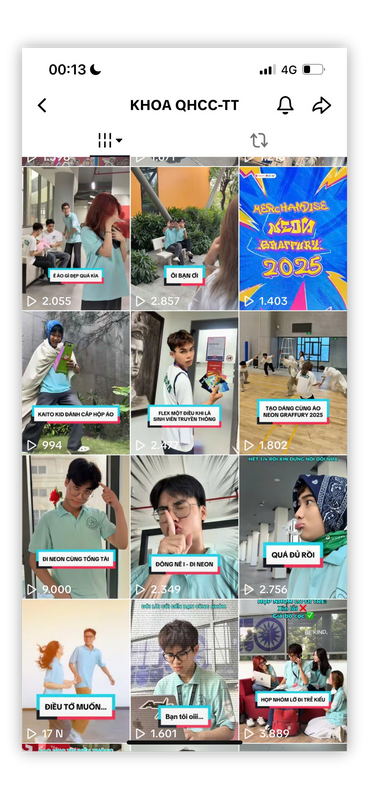 00:13
4G
KHOA QHCC-TT
Ê ÁO GÌ ĐẸP QUÁ KÌA
2.055
ÔI BẠN ƠI
2.857
MERCHANDISE
NEON
GRAFFURY
2025
1.403
KAITO KID ĐÁNH CẮP HỘP ÁO
994
FLEX MỘT ĐIỀU KHI LÀ
SINH VIÊN TRUYỀN THÔNG
2.427
TẠO DÁNG CÙNG ÁO
NEON GRAFFURY 2025
1.802
ĐI NEON CÙNG TỔNG TÀI
9.000
ĐÔNG NÊ I - ĐI NEON
2.349
QUÁ ĐỦ RỒI
2.756
ĐIỀU TỚ MUỐN...
17 N
Bạn tôi oiii...
1.601
HỌP NHÓM LỠ ĐI TRỄ KIỂU
3.889